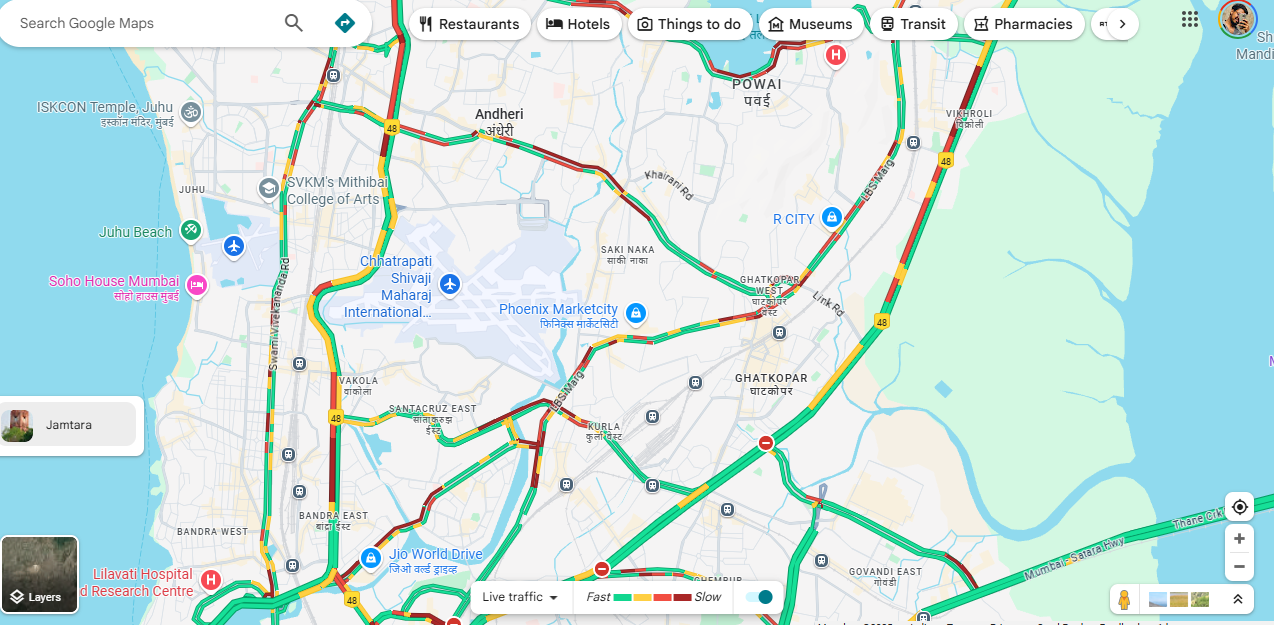 Search Google Maps
Restaurants
Hotels
Things to do
Museums
Transit
Pharmacies
Sh
Mandi
ISKCON Temple, Juhu
इस्कॉन मंदिर, मुंबई
Andheri
अंधेरी
48
POWAI
पवई
H
VIKHROLI
विक्रोळी
48
Khairani Rd
LBS Marg
JUHU
SVKM's Mithibai
College of Arts
R CITY
Juhu Beach
SAKI NAKA
साकी नाका
Chhatrapati
Shivaji
Maharaj
International...
Soho House Mumbai
सोहो हाउस मुंबई
Swami Vivekananda Rd
GHATKOPAR
WEST
घाटकोपर
वेस्ट
Link Rd
Phoenix Marketcity
फिनिक्स मार्केटसिटी
48
VAKOLA
वाकोला
LBS Marg
GHATKOPAR
घाटकोपर
SANTACRUZ EAST
सांताक्रुझ
ईस्ट
48
KURLA
कुर्ला वेस्ट
Jamtara
BANDRA WEST
BANDRA EAST
बांद्रा ईस्ट
Jio World Drive
जिओ वर्ल्ड ड्राइव्ह
Lilavati Hospital
d Research Centre
H
48
Thane Crk
Mumbai Satara Hwy
GOVANDI EAST
गोवंडी
CHEMBUR
Layers
Live traffic
Fast
Slow